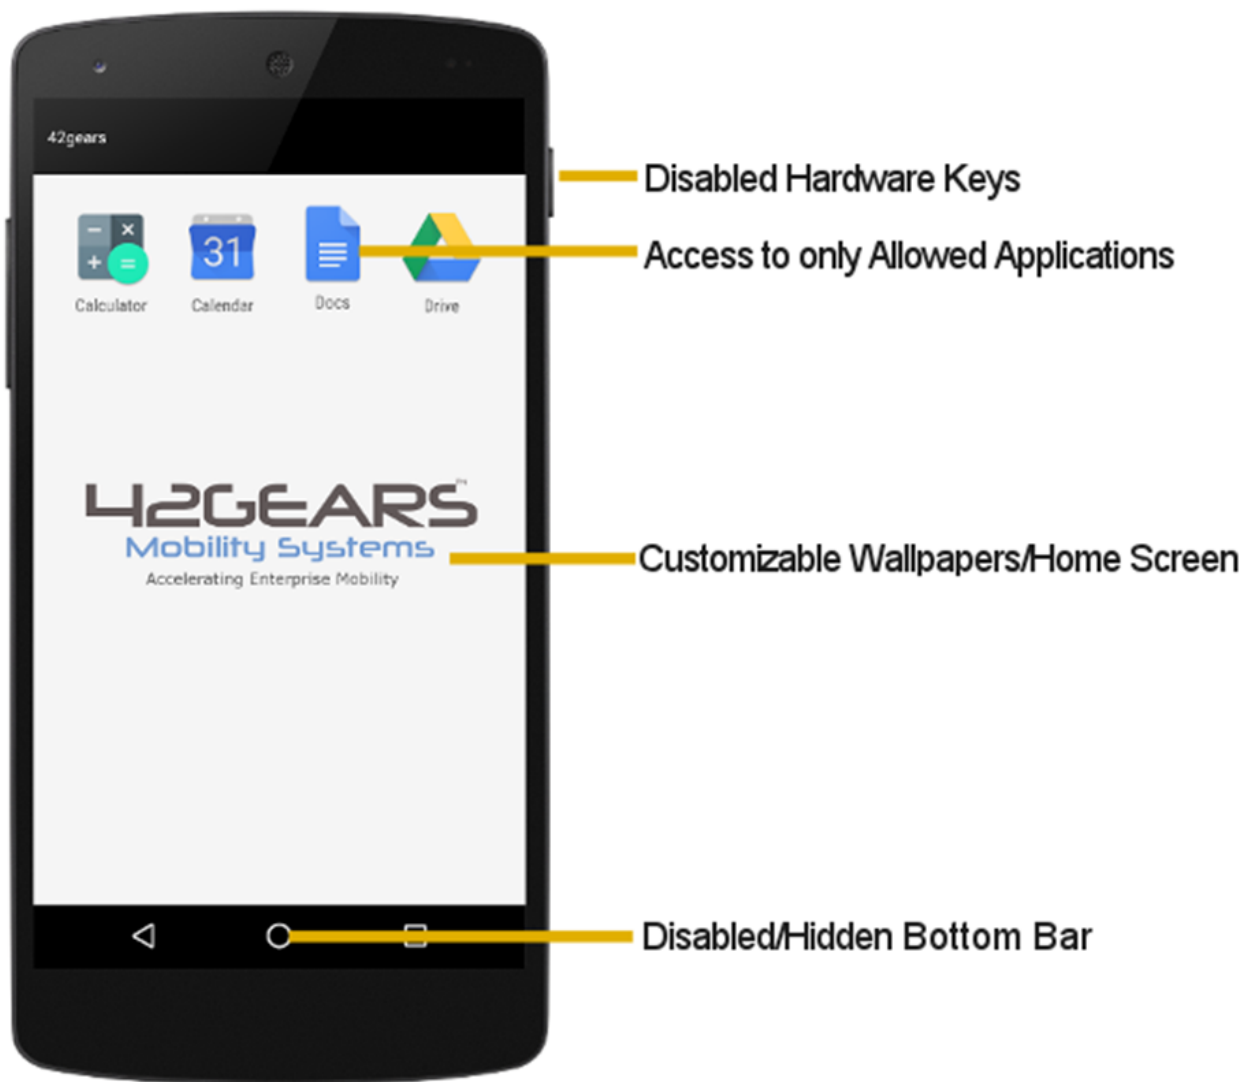 42gears
Disabled Hardware Keys
31
Access to only Allowed Applications
Calculator Calendar Docs Drive
42GEARS™
Mobility Systems
Accelerating Enterprise Mobility
Customizable Wallpapers/Home Screen
Disabled/Hidden Bottom Bar